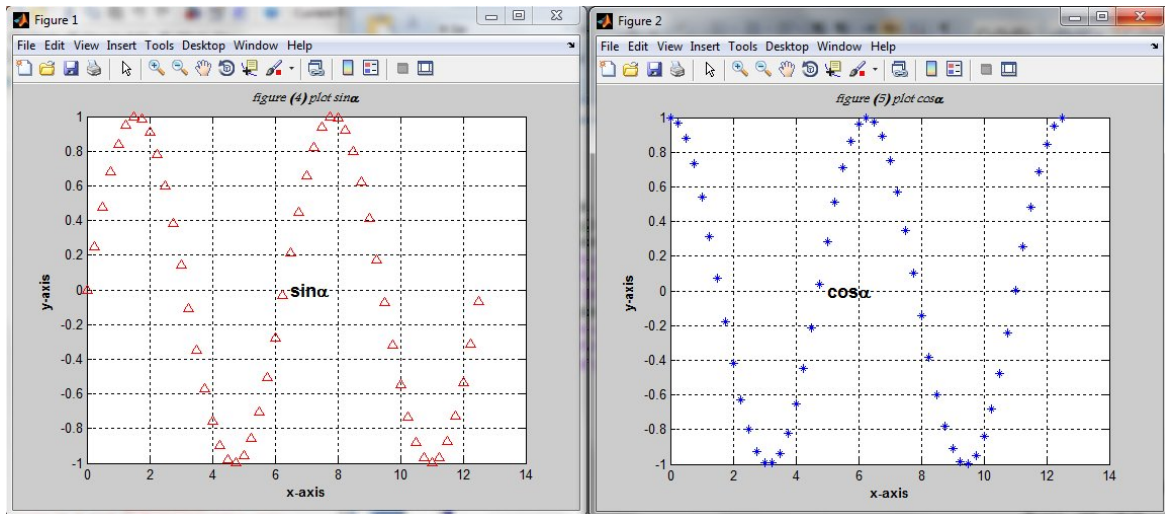 Figure 1
File Edit View Insert Tools Desktop Window Help
figure (4) plot sinα
1
0.8
0.6
0.4
0.2
0
-0.2
-0.4
-0.6
-0.8
-1
y-axis
sinα
0 2 4 6 8 10 12 14
x-axis
Figure 2
File Edit View Insert Tools Desktop Window Help
figure (5) plot cosα
1
0.8
0.6
0.4
0.2
0
-0.2
-0.4
-0.6
-0.8
-1
y-axis
cosα
0 2 4 6 8 10 12 14
x-axis